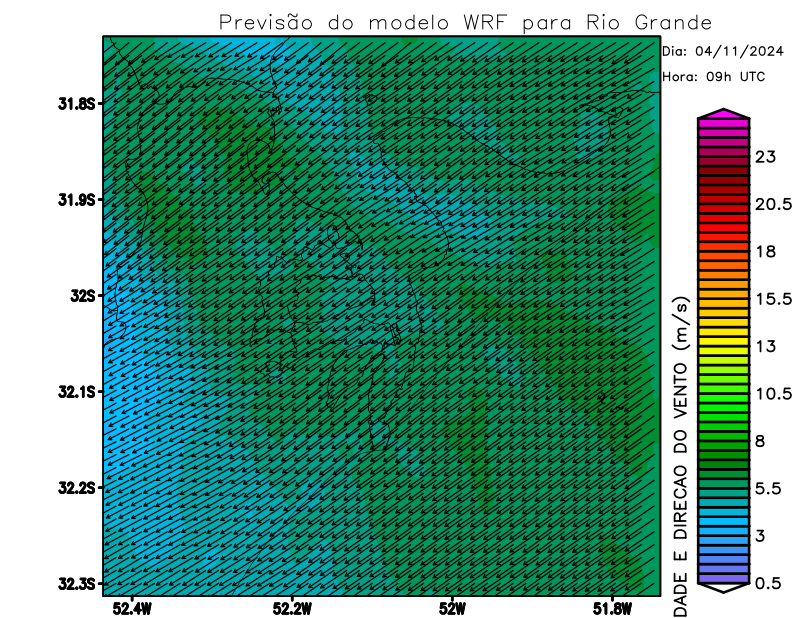 Previsão do modelo WRF para Rio Grande
Dia: 04/11/2024
Hora: 09h UTC
31.8S
31.9S
32S
32.1S
32.2S
32.3S
52.4W
52.2W
52W
51.8W
23
20.5
18
15.5
13
10.5
8
5.5
3
0.5
DADE E DIRECAO DO VENTO (m/s)